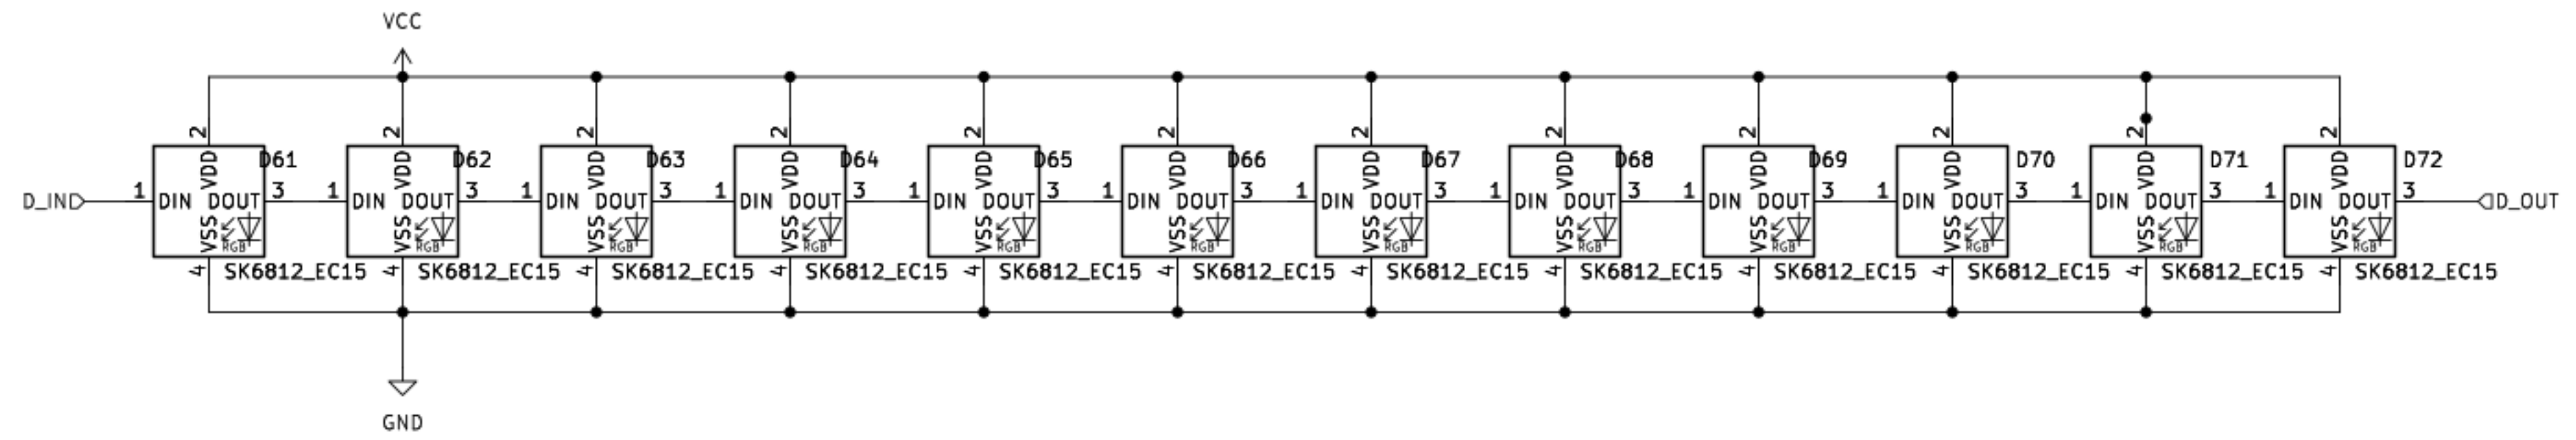 VCC
2 2 2 2 2 2 2 2 2 2 2 2
D61 D62 D63 D64 D65 D66 D67 D68 D69 D70 D71 D72
VDD VDD VDD VDD VDD VDD VDD VDD VDD VDD VDD VDD
D_IN 1 DIN DOUT 3 1 DIN DOUT 3 1 DIN DOUT 3 1 DIN DOUT 3 1 DIN DOUT 3 1 DIN DOUT 3 1 DIN DOUT 3 1 DIN DOUT 3 1 DIN DOUT 3 1 DIN DOUT 3 1 DIN DOUT 3 1 DIN DOUT 3 D_OUT
VSS VSS VSS VSS VSS VSS VSS VSS VSS VSS VSS VSS
RGB RGB RGB RGB RGB RGB RGB RGB RGB RGB RGB RGB
4 SK6812_EC15 4 SK6812_EC15 4 SK6812_EC15 4 SK6812_EC15 4 SK6812_EC15 4 SK6812_EC15 4 SK6812_EC15 4 SK6812_EC15 4 SK6812_EC15 4 SK6812_EC15 4 SK6812_EC15 4 SK6812_EC15
GND